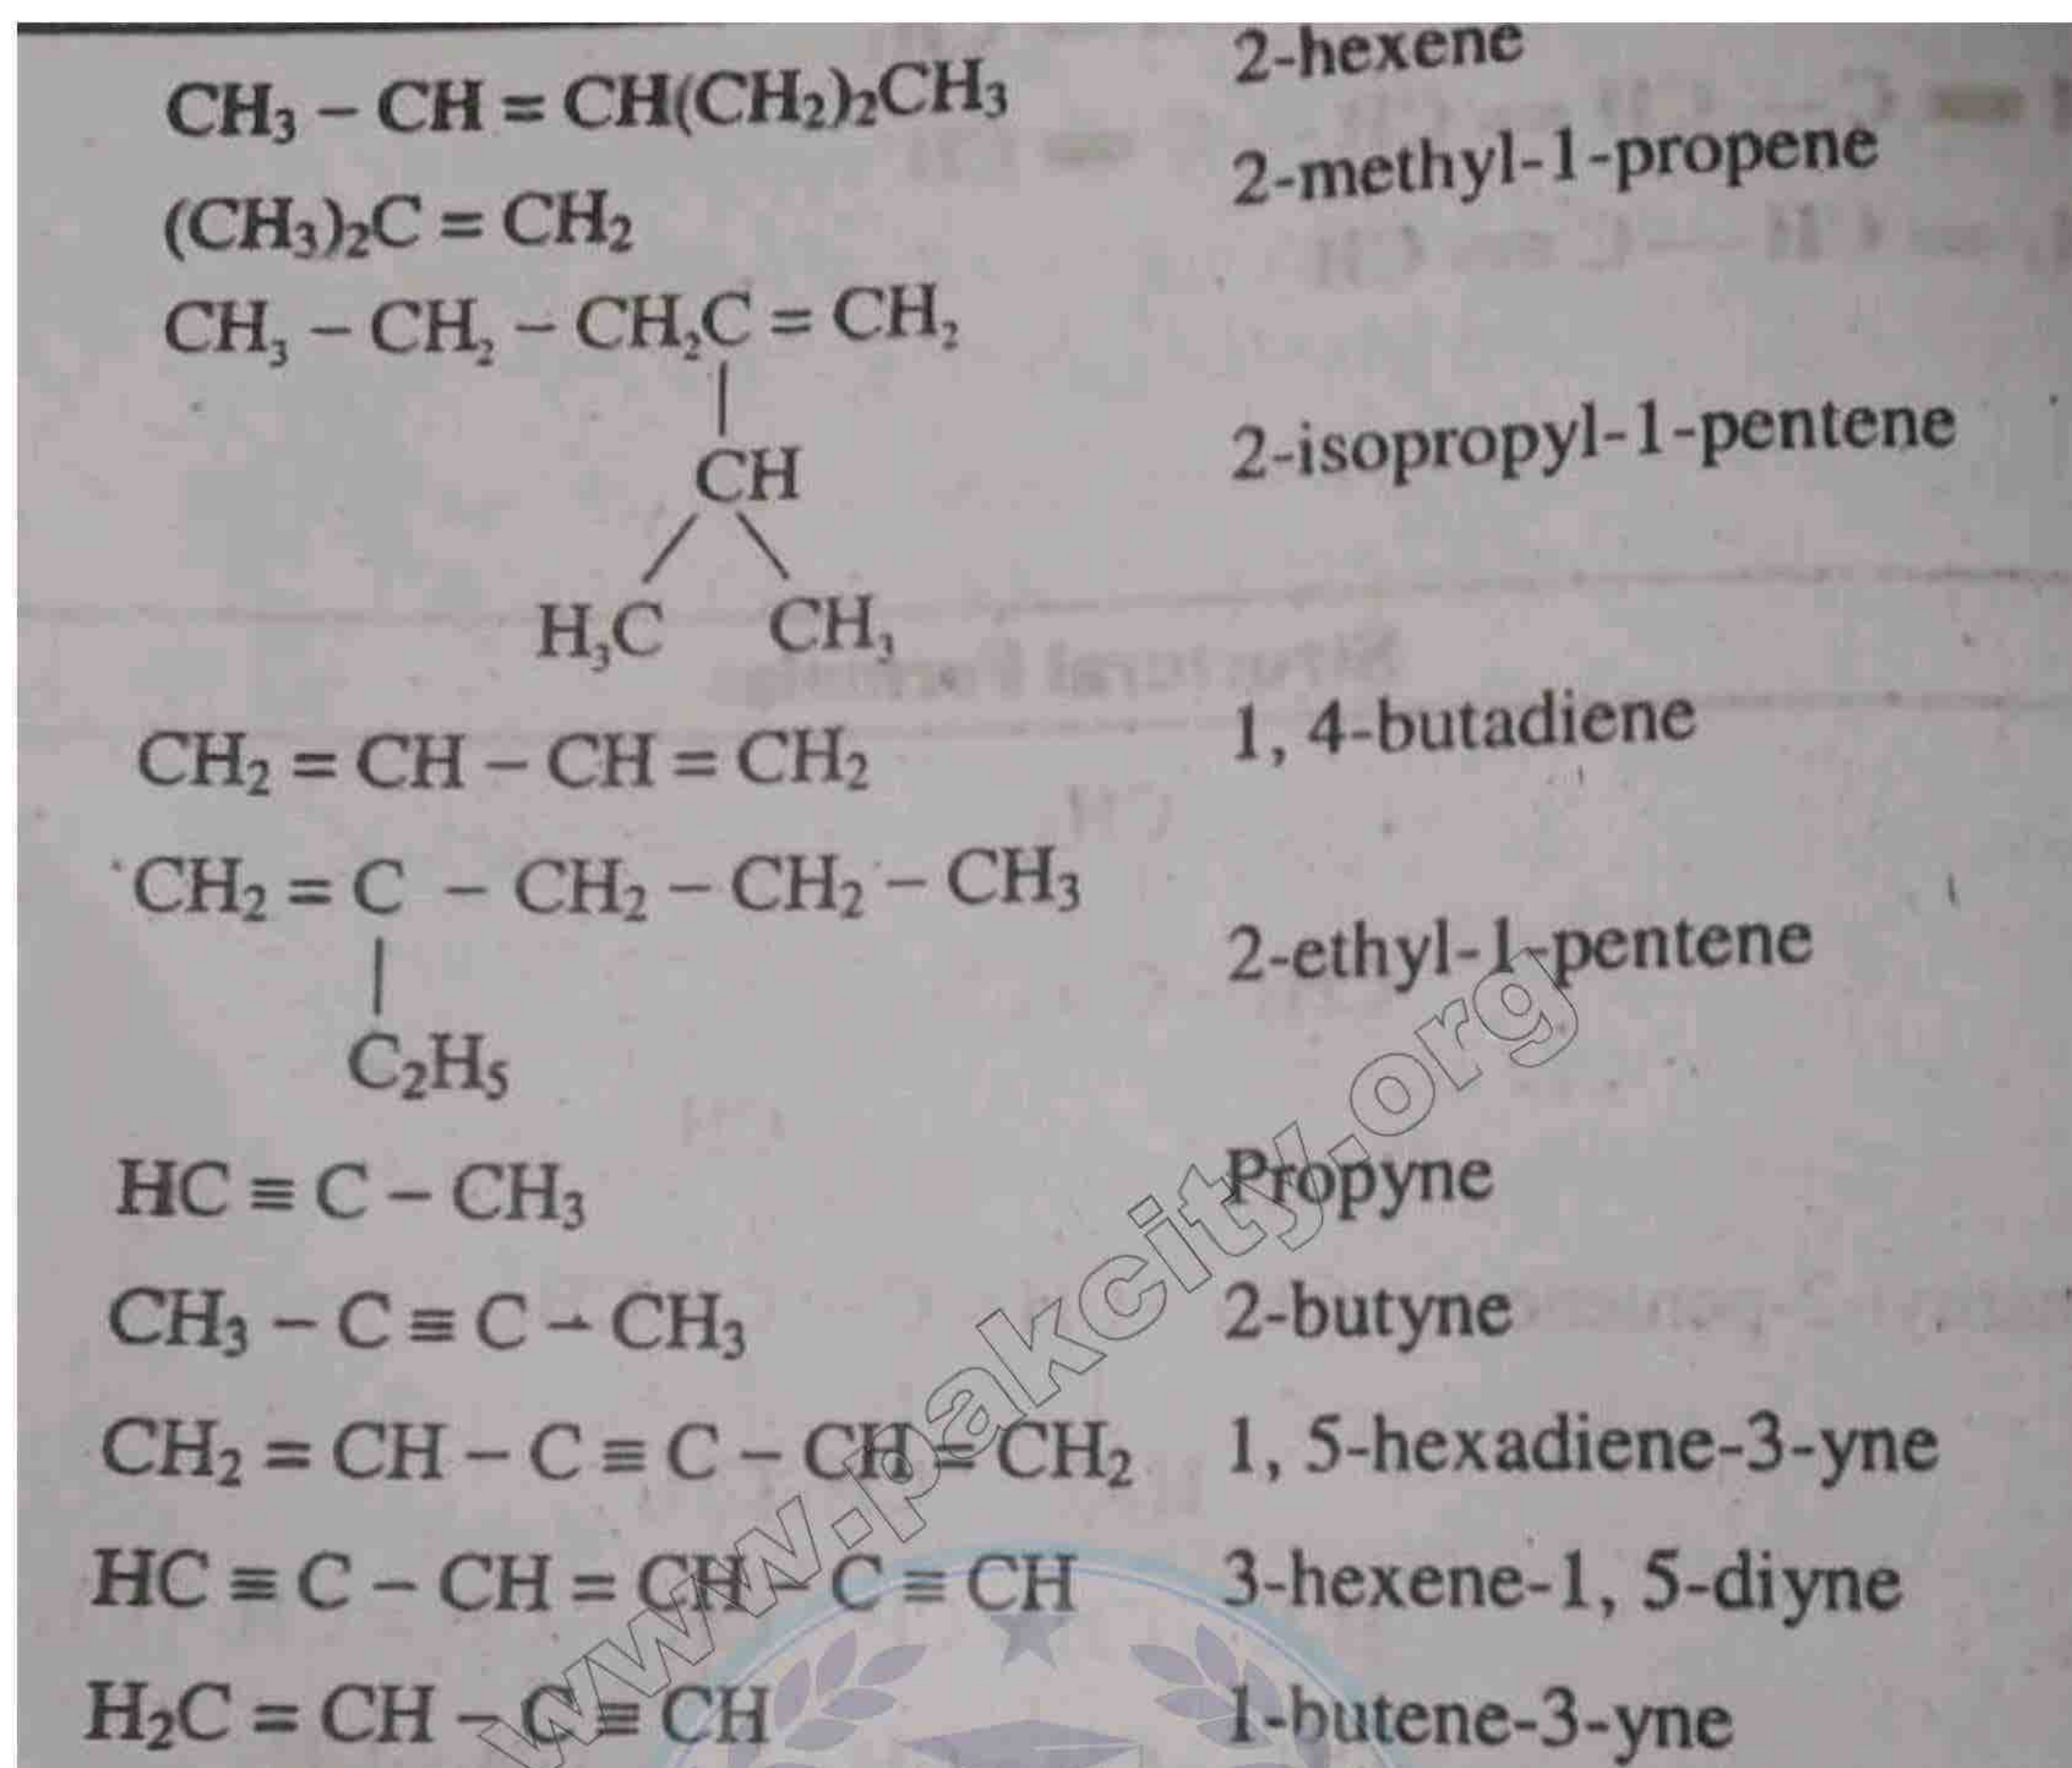 2-hexene
CH₃ – CH = CH(CH₂)₂CH₃
2-methyl-1-propene
(CH₃)₂C = CH₂
CH₃ – CH₂ – CH₂C = CH₂
2-isopropyl-1-pentene
CH
H₃C CH₃
1, 4-butadiene
CH₂ = CH – CH = CH₂
CH₂ = C – CH₂ – CH₂ – CH₃
2-ethyl-1-pentene
C₂H₅
HC ≡ C – CH₃ Propyne
CH₃ – C ≡ C – CH₃ 2-butyne
CH₂ = CH – C ≡ C – CH = CH₂ 1, 5-hexadiene-3-yne
HC ≡ C – CH = CH – C ≡ CH 3-hexene-1, 5-diyne
H₂C = CH – C ≡ CH 1-butene-3-yne
www.pakcity.org